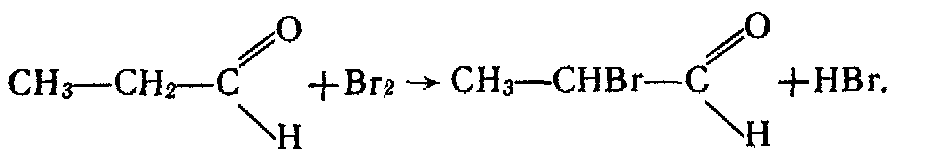 O O
CH₃—CH₂—C +Br₂ → CH₃—CHBr—C +HBr.
H H